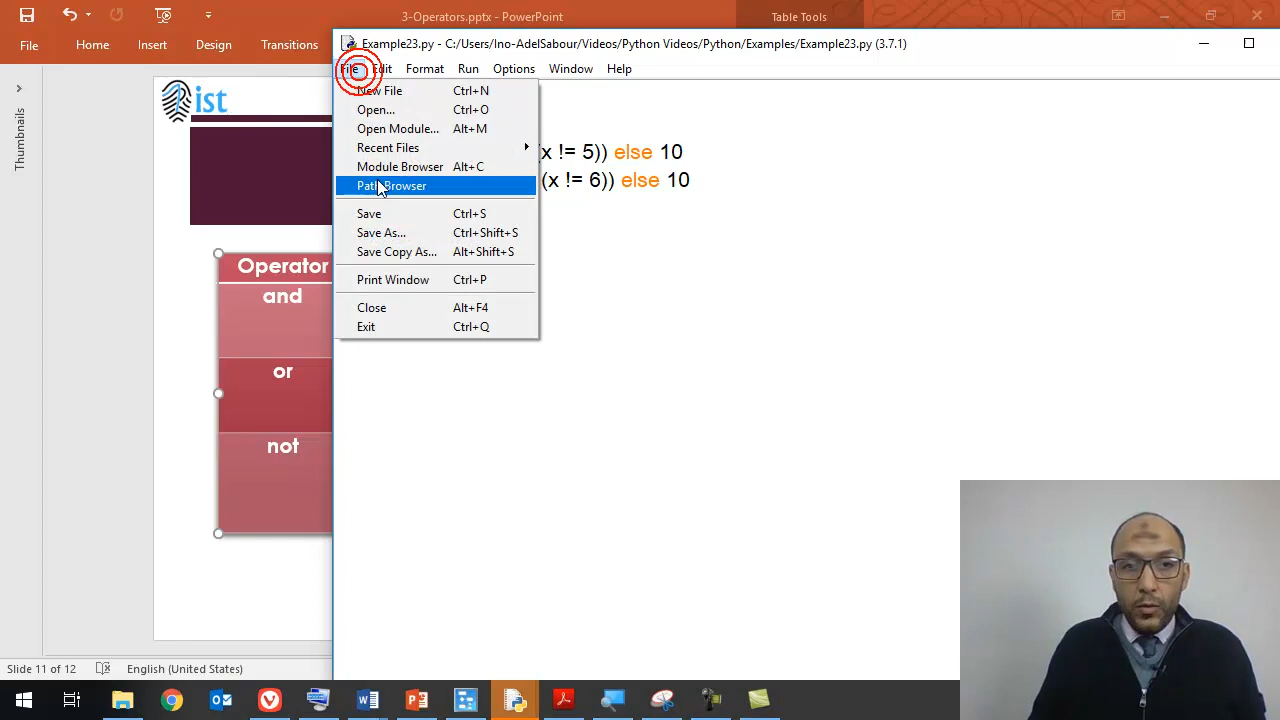 3-Operators.pptx - PowerPoint
Table Tools
File
Home
Insert
Design
Transitions
Example23.py - C:/Users/Ino-AdelSabour/Videos/Python Videos/Python/Examples/Example23.py (3.7.1)
File Edit Format Run Options Window Help
New File Ctrl+N
Open... Ctrl+O
Open Module... Alt+M
Recent Files
Module Browser Alt+C
Path Browser
Save Ctrl+S
Save As... Ctrl+Shift+S
Save Copy As... Alt+Shift+S
Print Window Ctrl+P
Close Alt+F4
Exit Ctrl+Q
(x != 5)) else 10
(x != 6)) else 10
Thumbnails
ist
Operator
and
or
not
Slide 11 of 12
English (United States)